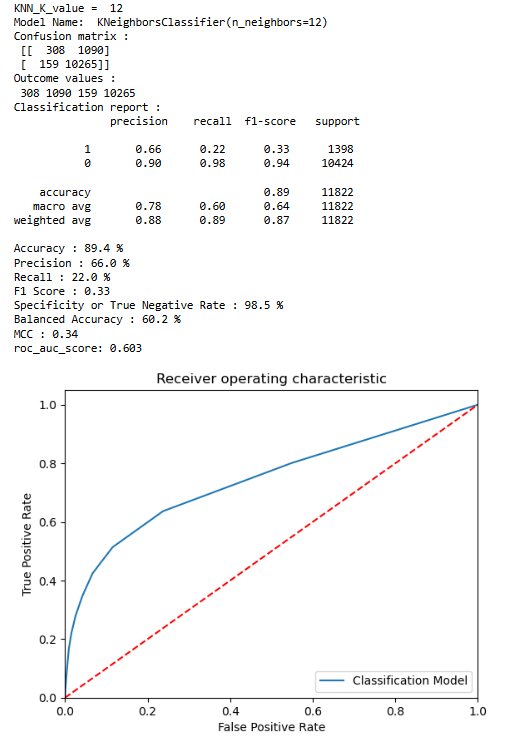 KNN_K_value =  12
Model Name:  KNeighborsClassifier(n_neighbors=12)
Confusion matrix :
 [[  308  1090]
 [  159 10265]]
Outcome values :
 308 1090 159 10265
Classification report :
              precision    recall  f1-score   support

           1       0.66      0.22      0.33      1398
           0       0.90      0.98      0.94     10424

    accuracy                           0.89     11822
   macro avg       0.78      0.60      0.64     11822
weighted avg       0.88      0.89      0.87     11822

Accuracy : 89.4 %
Precision : 66.0 %
Recall : 22.0 %
F1 Score : 0.33
Specificity or True Negative Rate : 98.5 %
Balanced Accuracy : 60.2 %
MCC : 0.34
roc_auc_score: 0.603
Receiver operating characteristic
1.0
0.8
0.6
0.4
0.2
0.0
True Positive Rate
Classification Model
0.0 0.2 0.4 0.6 0.8 1.0
False Positive Rate